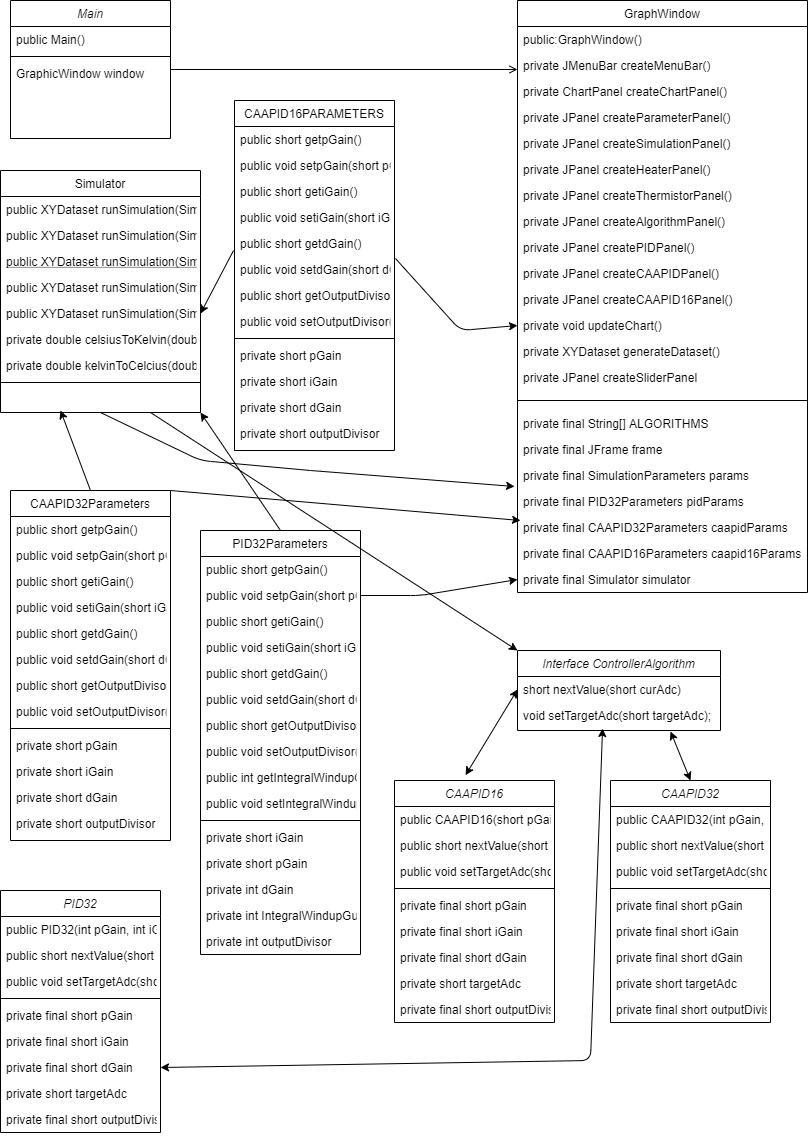 Main
public Main()
GraphicWindow window
GraphWindow
public:GraphWindow()
private JMenuBar createMenuBar()
private ChartPanel createChartPanel()
private JPanel createParameterPanel()
private JPanel createSimulationPanel()
private JPanel createHeaterPanel()
private JPanel createThermistorPanel()
private JPanel createAlgorithmPanel()
private JPanel createPIDPanel()
private JPanel createCAAPIDPanel()
private JPanel createCAAPID16Panel()
private void updateChart()
private XYDataset generateDataset()
private JPanel createSliderPanel
private final String[] ALGORITHMS
private final JFrame frame
private final SimulationParameters params
private final PID32Parameters pidParams
private final CAAPID32Parameters caapidParams
private final CAAPID16Parameters caapid16Params
private final Simulator simulator
CAAPID16PARAMETERS
public short getpGain()
public void setpGain(short p
public short getiGain()
public void setiGain(short iG
public short getdGain()
public void setdGain(short d
public short getOutputDiviso
public void setOutputDivisor(
private short pGain
private short iGain
private short dGain
private short outputDivisor
Simulator
public XYDataset runSimulation(Sim
public XYDataset runSimulation(Sim
public XYDataset runSimulation(Sim
public XYDataset runSimulation(Sim
public XYDataset runSimulation(Sim
private double celsiusToKelvin(doub
private double kelvinToCelcius(doub
CAAPID32Parameters
public short getpGain()
public void setpGain(short p
public short getiGain()
public void setiGain(short iG
public short getdGain()
public void setdGain(short d
public short getOutputDiviso
public void setOutputDivisor(
private short pGain
private short iGain
private short dGain
private short outputDivisor
PID32Parameters
public short getpGain()
public void setpGain(short p
public short getiGain()
public void setiGain(short iG
public short getdGain()
public void setdGain(short d
public short getOutputDiviso
public void setOutputDivisor(
public int getIntegralWindup
public void setIntegralWindu
private short iGain
private short pGain
private int dGain
private int IntegralWindupGu
private int outputDivisor
Interface ControllerAlgorithm
short nextValue(short curAdc)
void setTargetAdc(short targetAdc);
CAAPID16
public CAAPID16(short pGai
public short nextValue(short
public void setTargetAdc(sho
private final short pGain
private final short iGain
private final short dGain
private short targetAdc
private final short outputDivis
CAAPID32
public CAAPID32(int pGain,
public short nextValue(short
public void setTargetAdc(sho
private final short pGain
private final short iGain
private final short dGain
private short targetAdc
private final short outputDivis
PID32
public PID32(int pGain, int iG
public short nextValue(short
public void setTargetAdc(sho
private final short pGain
private final short iGain
private final short dGain
private short targetAdc
private final short outputDivis